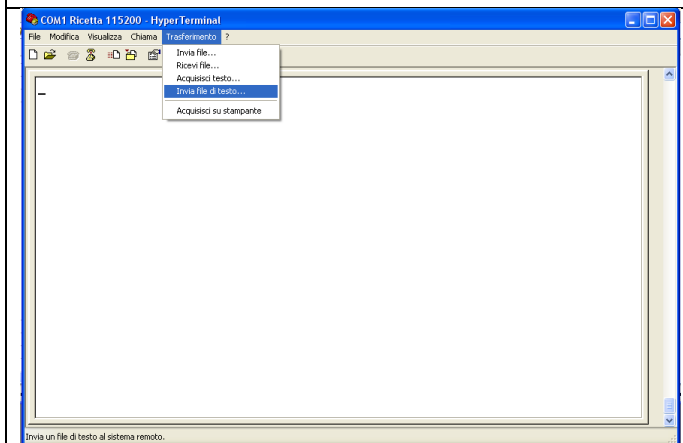 COM1 Ricetta 115200 - HyperTerminal
File Modifica Visualizza Chiama Trasferimento ?
Invia file...
Ricevi file...
Acquisisci testo...
Invia file di testo...
Acquisisci su stampante
Invia un file di testo al sistema remoto.